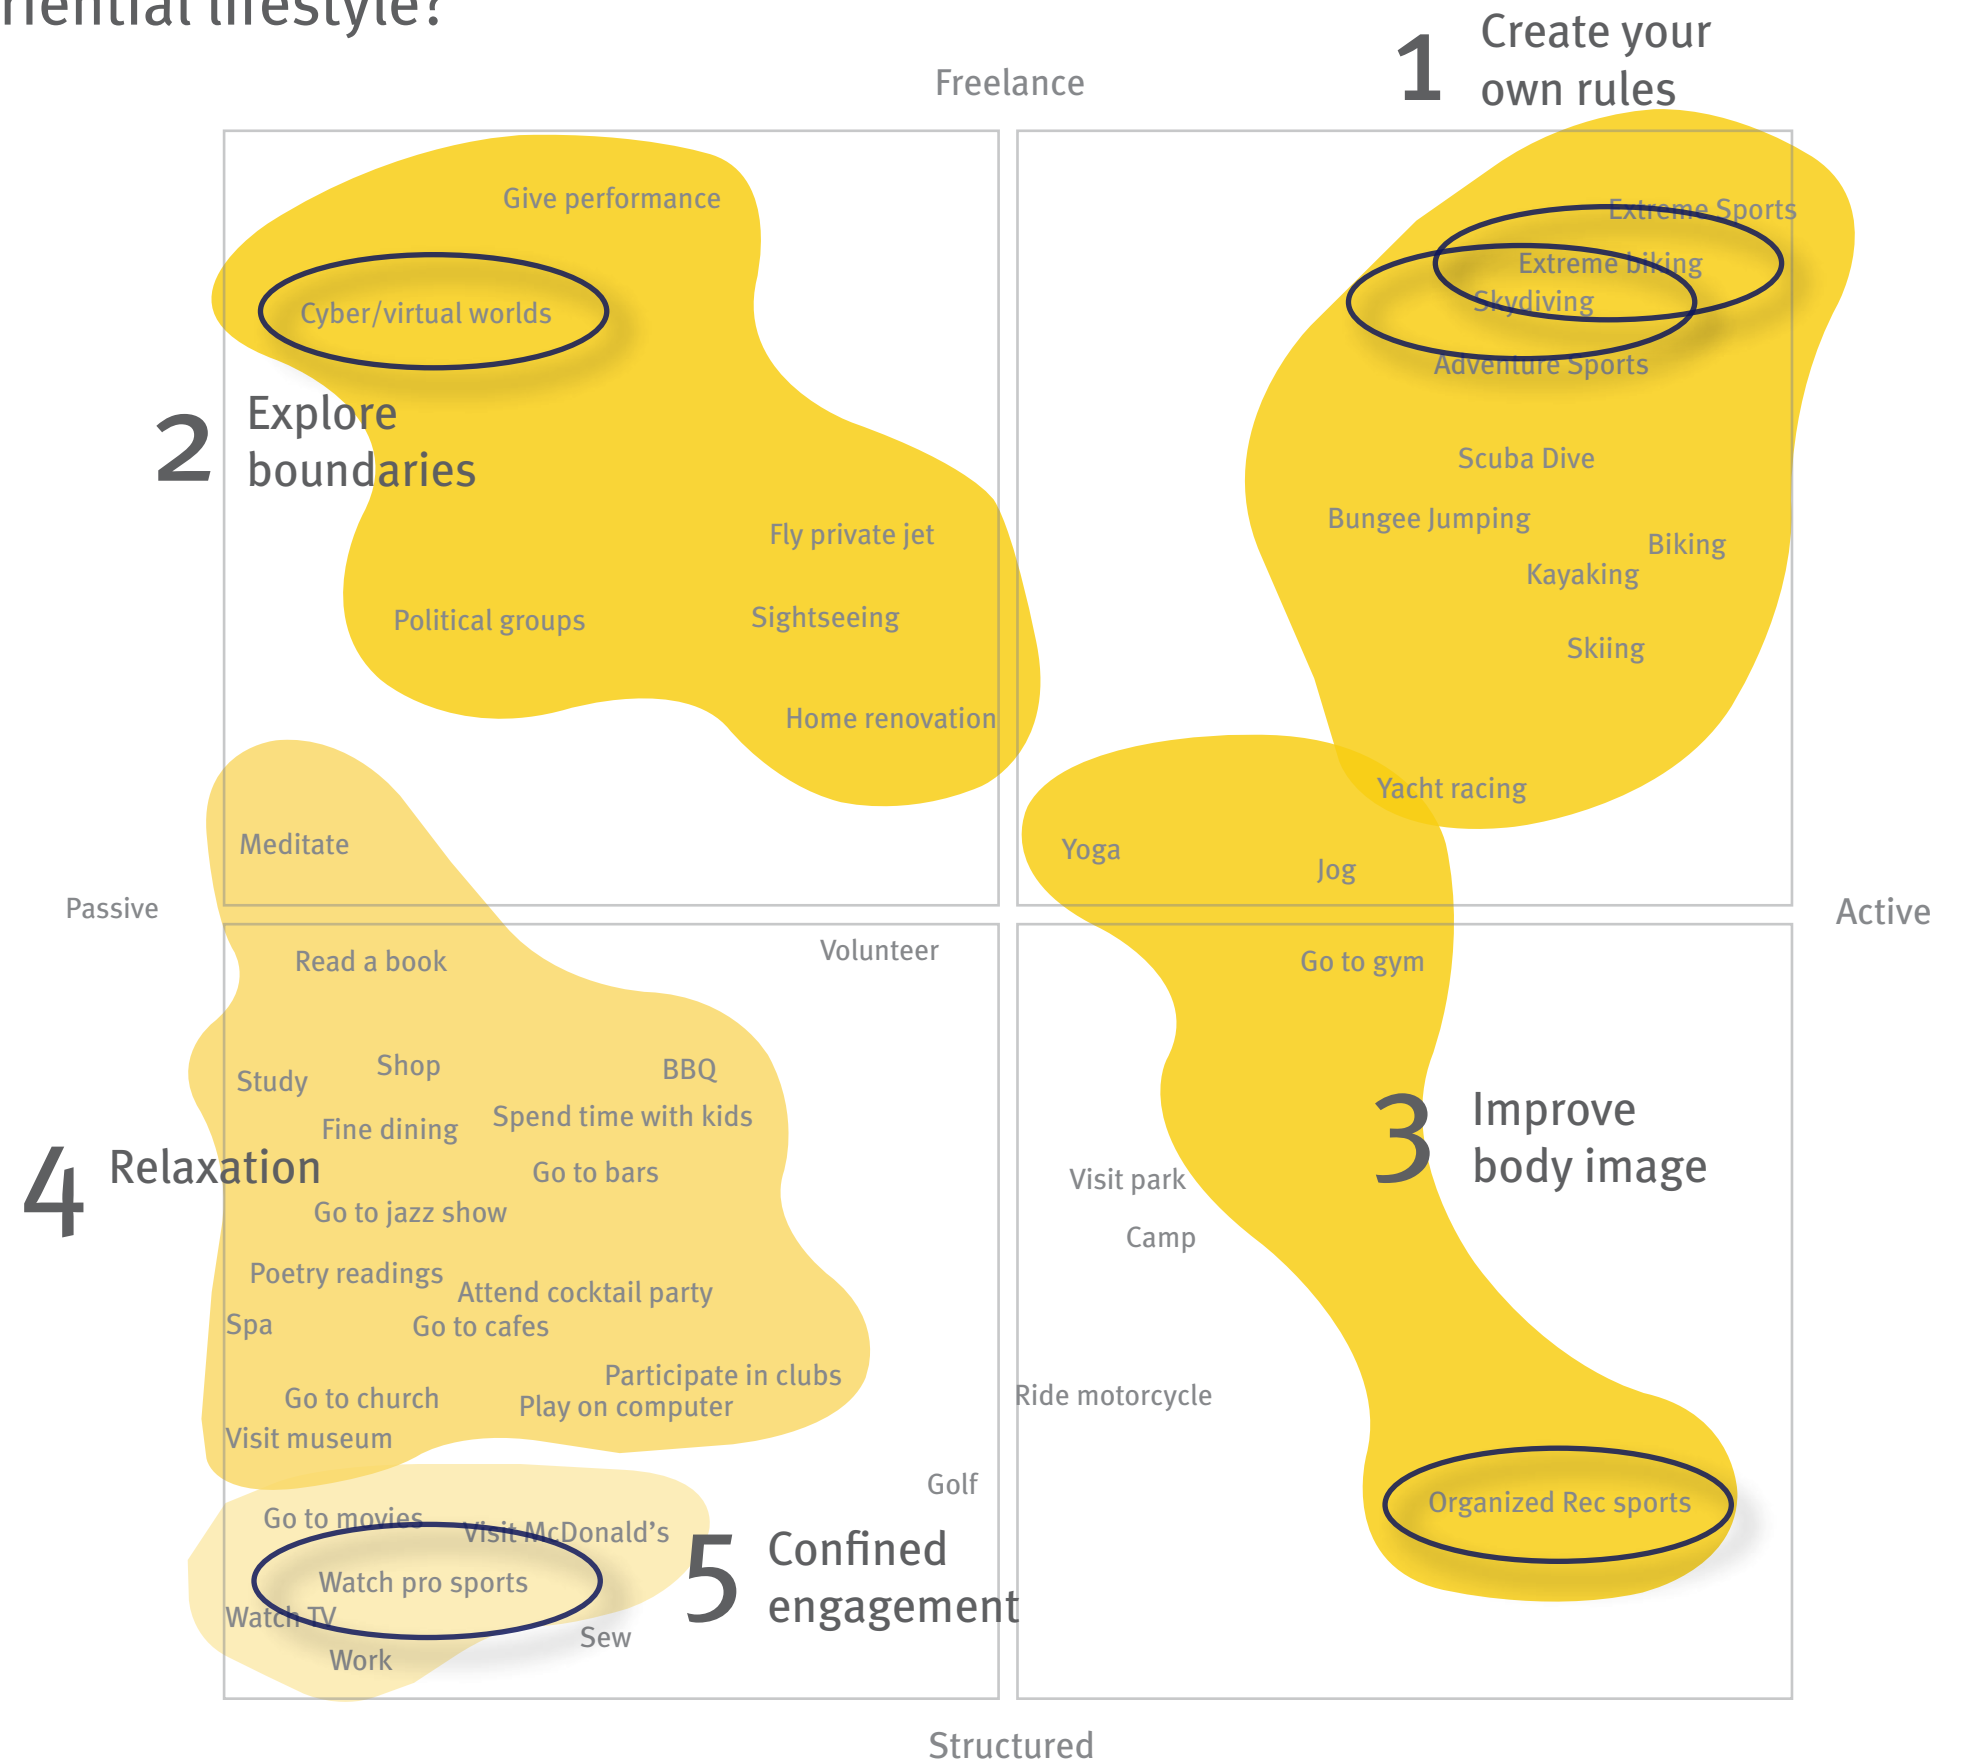 lifestyle?
Freelance
1
Create your
own rules
Give performance
Extreme Sports
Extreme biking
Cyber/virtual worlds
Skydiving
Adventure Sports
2
Explore
boundaries
Scuba Dive
Bungee Jumping
Fly private jet
Biking
Kayaking
Political groups
Sightseeing
Skiing
Home renovation
Yacht racing
Meditate
Yoga
Jog
Passive
Active
Read a book
Volunteer
Go to gym
Study
Shop
BBQ
Spend time with kids
Fine dining
3
Improve
body image
4
Relaxation
Go to bars
Visit park
Go to jazz show
Camp
Poetry readings
Attend cocktail party
Spa
Go to cafes
Participate in clubs
Go to church
Play on computer
Ride motorcycle
Visit museum
Golf
Organized Rec sports
Go to movies
Visit McDonald's
5
Confined
engagement
Watch pro sports
Watch TV
Sew
Work
Structured